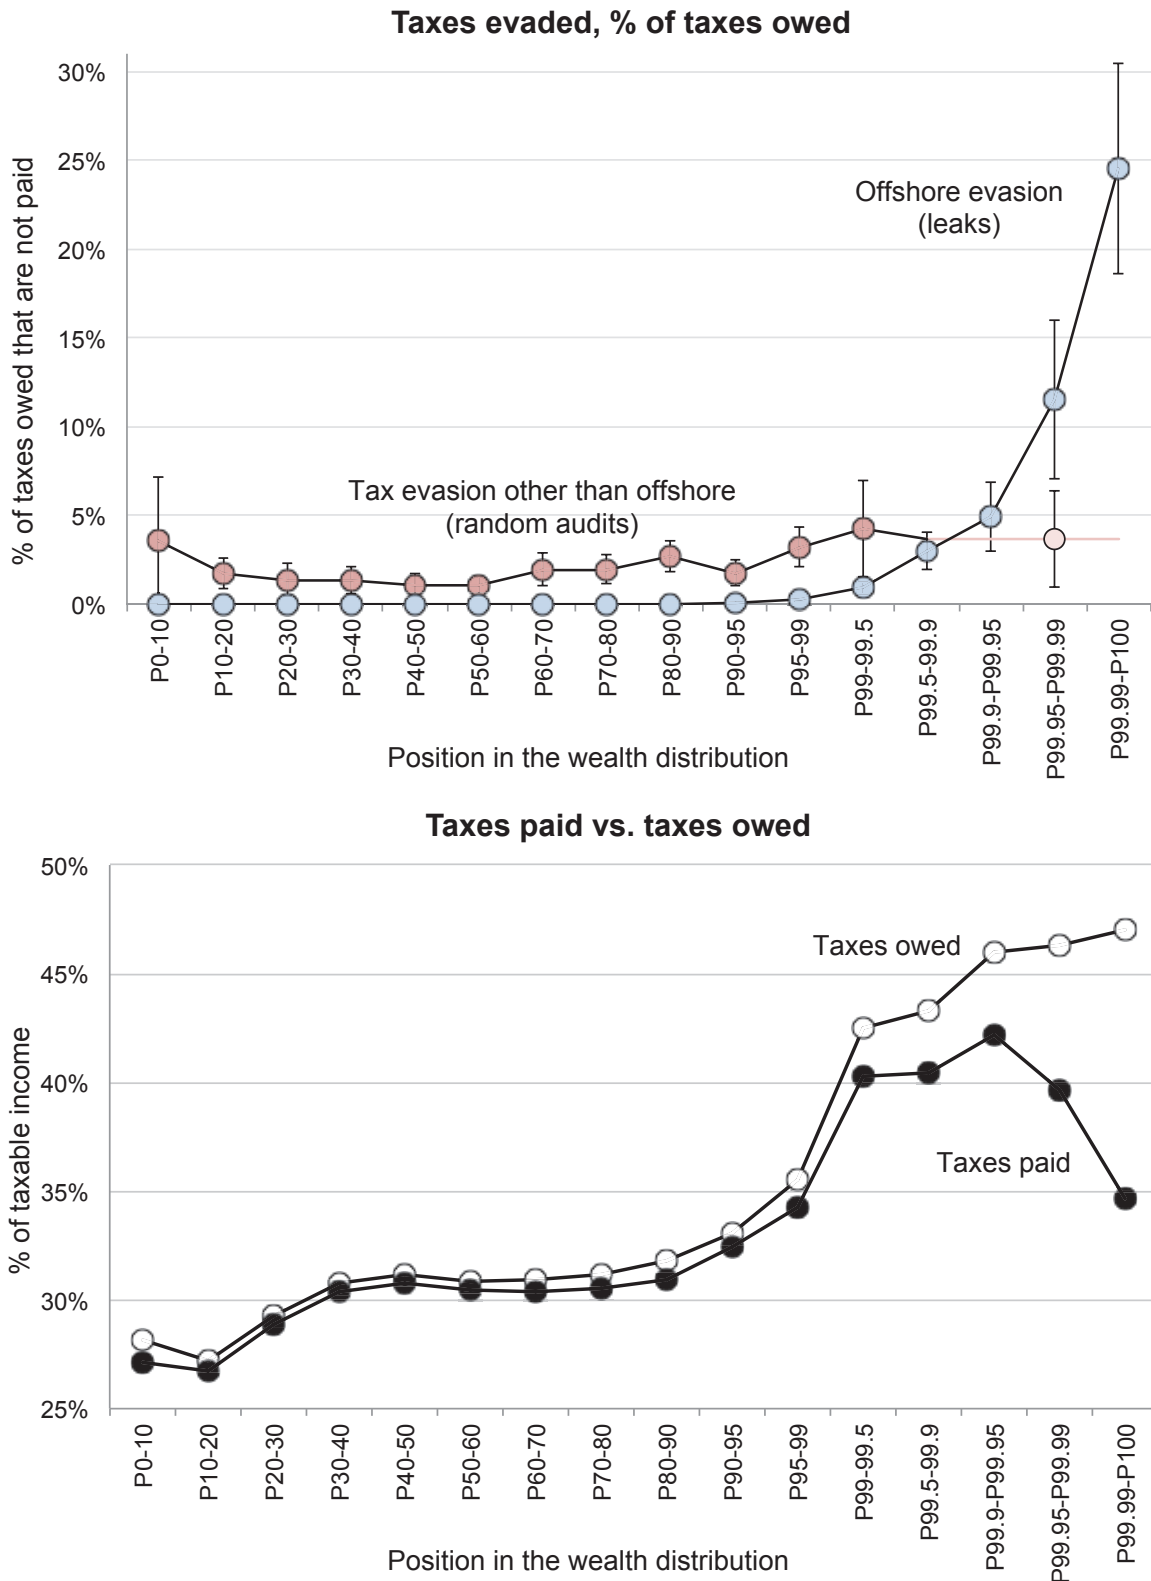 Taxes evaded, % of taxes owed
% of taxes owed that are not paid
30%
25%
20%
15%
10%
5%
0%
Offshore evasion
(leaks)
Tax evasion other than offshore
(random audits)
P0-10
P10-20
P20-30
P30-40
P40-50
P50-60
P60-70
P70-80
P80-90
P90-95
P95-99
P99-99.5
P99.5-99.9
P99.9-P99.95
P99.95-P99.99
P99.99-P100
Position in the wealth distribution
Taxes paid vs. taxes owed
% of taxable income
50%
45%
40%
35%
30%
25%
Taxes owed
Taxes paid
P0-10
P10-20
P20-30
P30-40
P40-50
P50-60
P60-70
P70-80
P80-90
P90-95
P95-99
P99-99.5
P99.5-99.9
P99.9-P99.95
P99.95-P99.99
P99.99-P100
Position in the wealth distribution